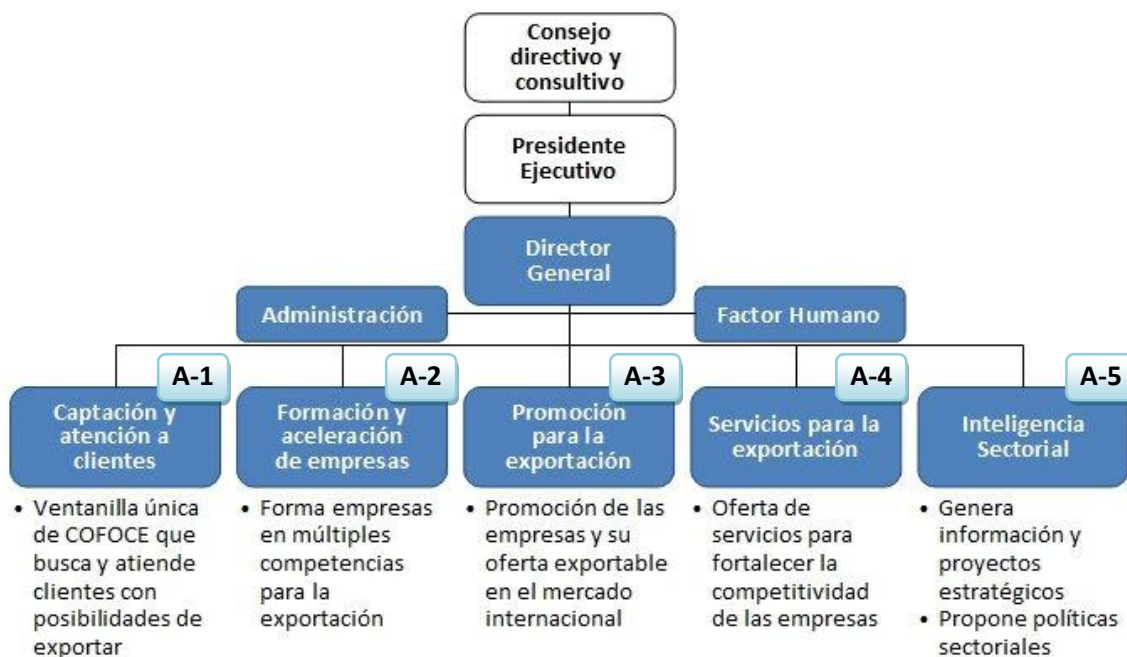 Consejo
directivo y
consultivo
Presidente
Ejecutivo
Director
General
Administración
Factor Humano
A-1
Captación y
atención a
clientes
• Ventanilla única
de COFOCE que
busca y atiende
clientes con
posibilidades de
exportar
A-2
Formación y
aceleración
de empresas
• Forma empresas
en múltiples
competencias
para la
exportación
A-3
Promoción
para la
exportación
• Promoción de las
empresas y su
oferta exportable
en el mercado
internacional
A-4
Servicios para la
exportación
• Oferta de
servicios para
fortalecer la
competitividad
de las empresas
A-5
Inteligencia
Sectorial
• Genera
información y
proyectos
estratégicos
• Propone políticas
sectoriales